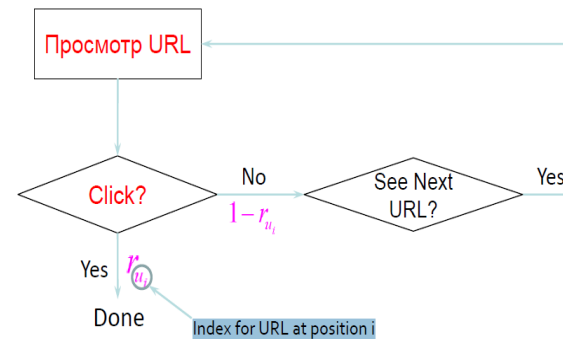 Просмотр URL
Click?
No
1 − r_{u_i}
See Next
URL?
Yes
Yes
r_{u_i}
Done
Index for URL at position i